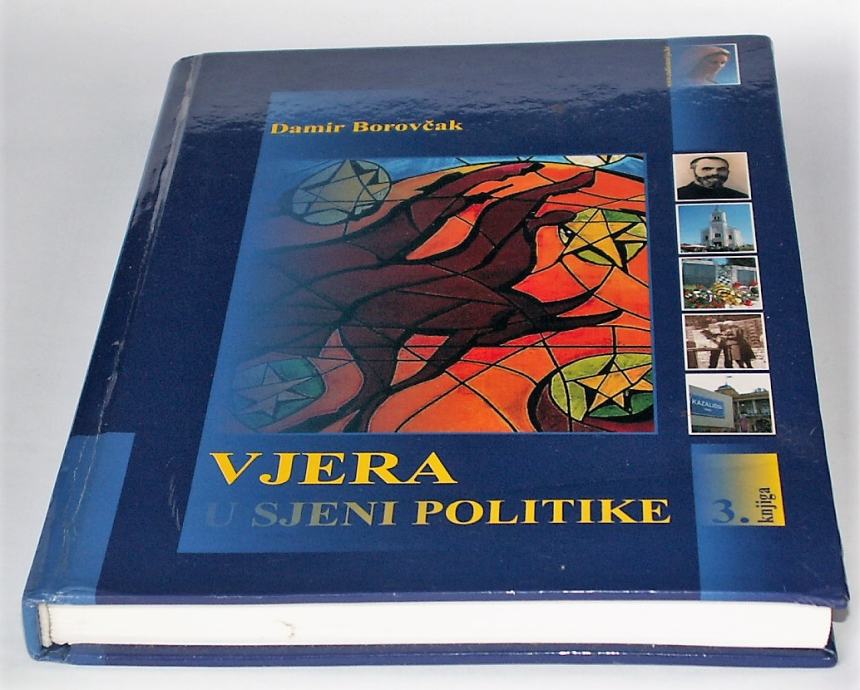 Damir Borovčak
VJERA
U SJENI POLITIKE
3.
knjiga
KAZALIŠTE